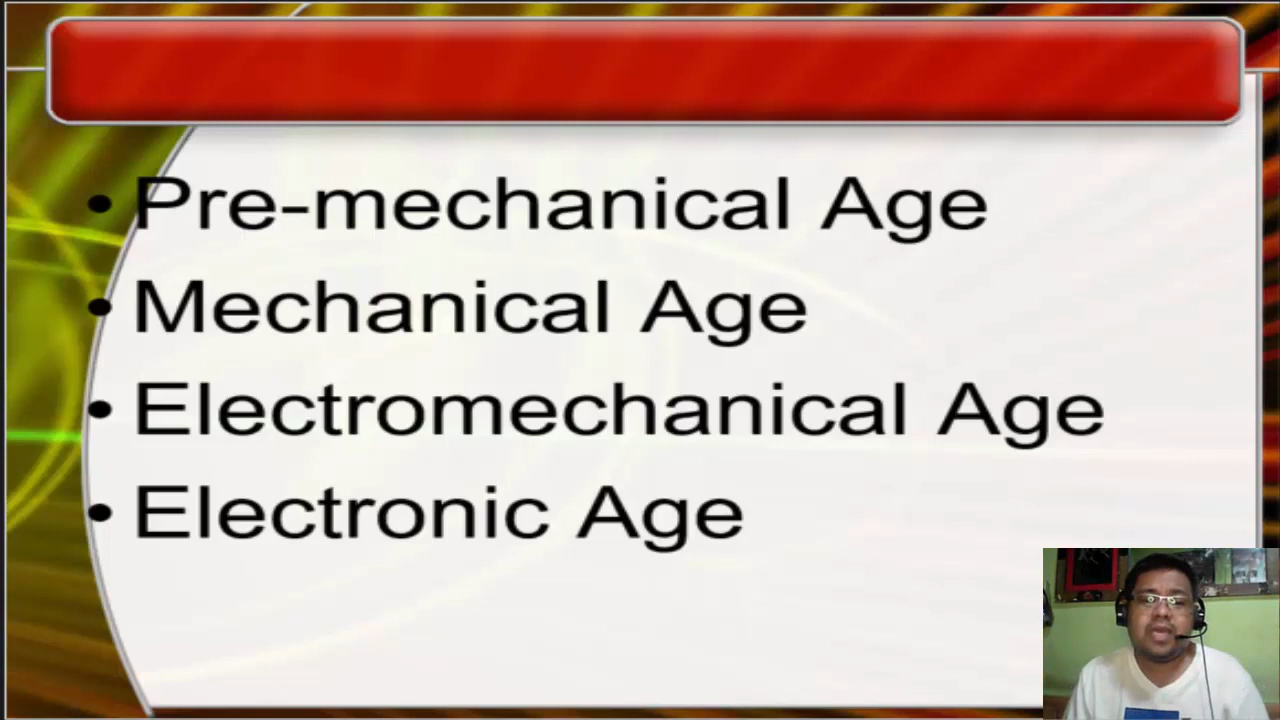 • Pre-mechanical Age
• Mechanical Age
• Electromechanical Age
• Electronic Age